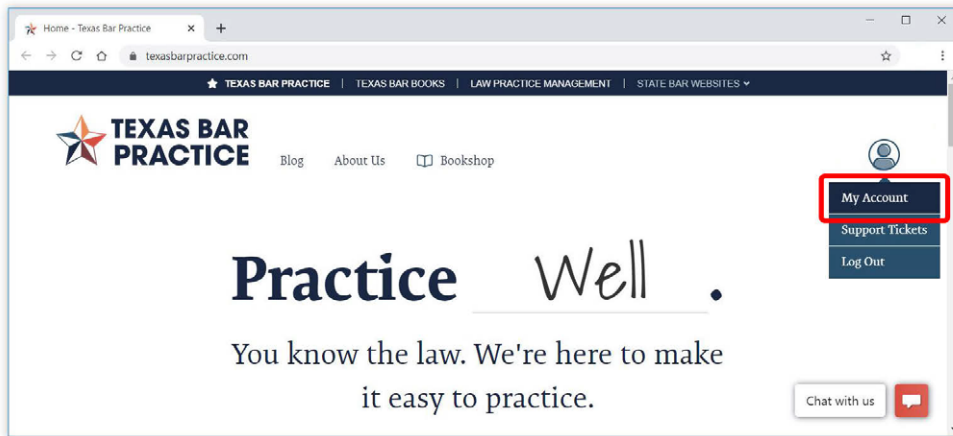 Home - Texas Bar Practice
texasbarpractice.com
TEXAS BAR PRACTICE | TEXAS BAR BOOKS | LAW PRACTICE MANAGEMENT | STATE BAR WEBSITES
TEXAS BAR
PRACTICE
Blog About Us Bookshop
My Account
Support Tickets
Log Out
Practice Well.
You know the law. We're here to make
it easy to practice.
Chat with us